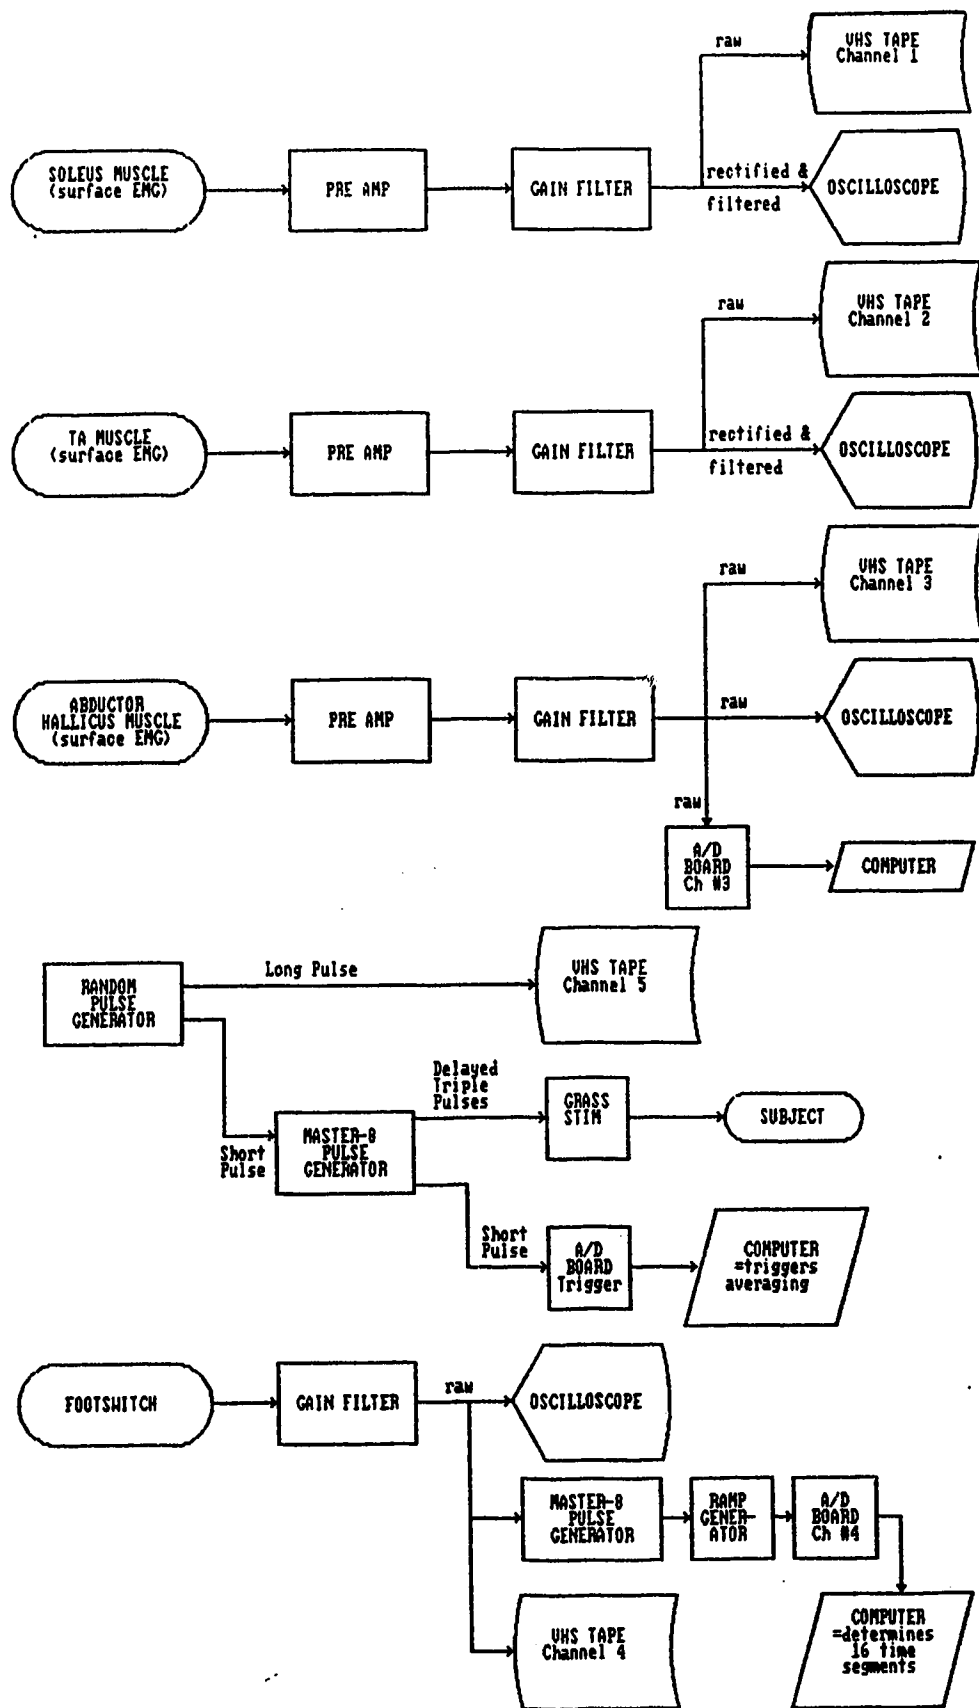 raw
VHS TAPE
Channel 1
SOLEUS MUSCLE
(surface EMG)
PRE AMP
GAIN FILTER
rectified &
filtered
OSCILLOSCOPE
raw
VHS TAPE
Channel 2
TA MUSCLE
(surface EMG)
PRE AMP
GAIN FILTER
rectified &
filtered
OSCILLOSCOPE
raw
VHS TAPE
Channel 3
ABDUCTOR
HALLICUS MUSCLE
(surface EMG)
PRE AMP
GAIN FILTER
raw
OSCILLOSCOPE
raw
A/D
BOARD
Ch #3
COMPUTER
RANDOM
PULSE
GENERATOR
Long Pulse
VHS TAPE
Channel 5
Short
Pulse
MASTER-8
PULSE
GENERATOR
Delayed
Triple
Pulses
GRASS
STIM
SUBJECT
Short
Pulse
A/D
BOARD
Trigger
COMPUTER
=triggers
averaging
FOOTSWITCH
GAIN FILTER
raw
OSCILLOSCOPE
MASTER-8
PULSE
GENERATOR
RAMP
GENER-
ATOR
A/D
BOARD
Ch #4
VHS TAPE
Channel 4
COMPUTER
=determines
16 time
segments